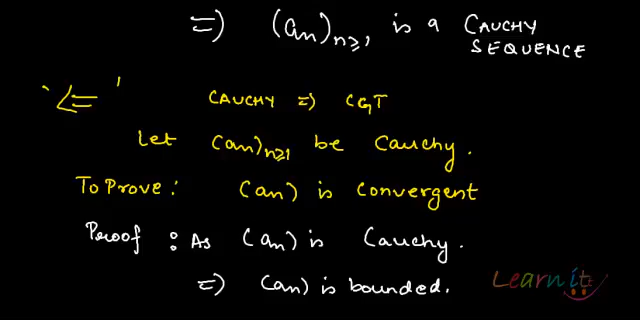 => (an)n≥1 is a CAUCHY
SEQUENCE
'<=' CAUCHY => CGT
Let (an)n≥1 be Cauchy.
To Prove: (an) is convergent
Proof: As (an) is Cauchy.
=> (an) is bounded.
Learnit